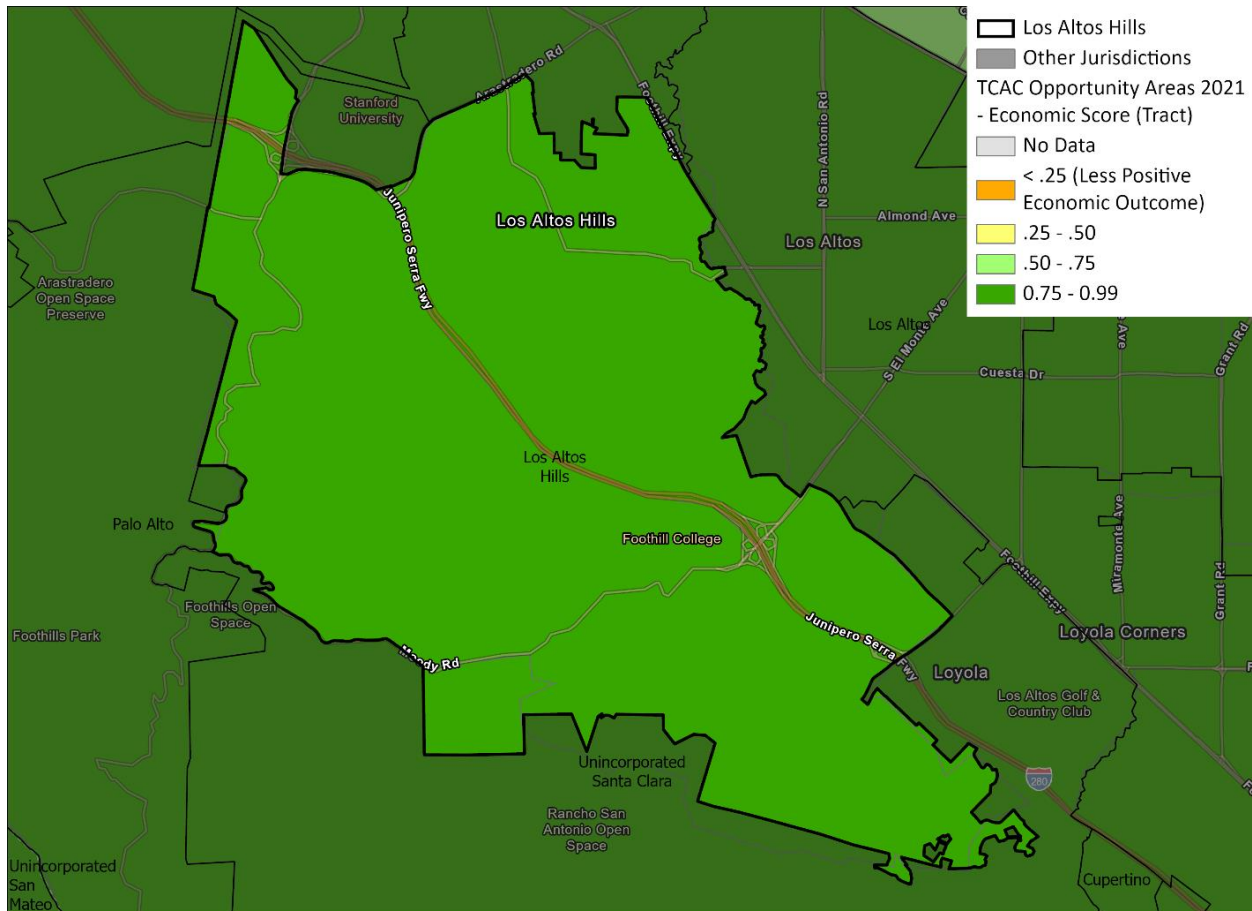 Los Altos Hills
Other Jurisdictions
TCAC Opportunity Areas 2021
- Economic Score (Tract)
No Data
< .25 (Less Positive
Economic Outcome)
.25 - .50
.50 - .75
0.75 - 0.99
Arastradero Rd
Stanford
University
Foothill Expy
N San Antonio Rd
Junipero Serra Fwy
Los Altos Hills
Almond Ave
Los Altos
Arastradero
Open Space
Preserve
Los Altos
S El Monte Ave
Grant Rd
Cuesta Dr
Los Altos
Hills
Palo Alto
Foothill College
Miramonte Ave
Foothill Expy
Grant Rd
Foothills Open
Space
Foothills Park
Moody Rd
Junipero Serra Fwy
Loyola Corners
Loyola
Los Altos Golf &
Country Club
Unincorporated
Santa Clara
280
Rancho San
Antonio Open
Space
Unincorporated
San
Mateo
Cupertino